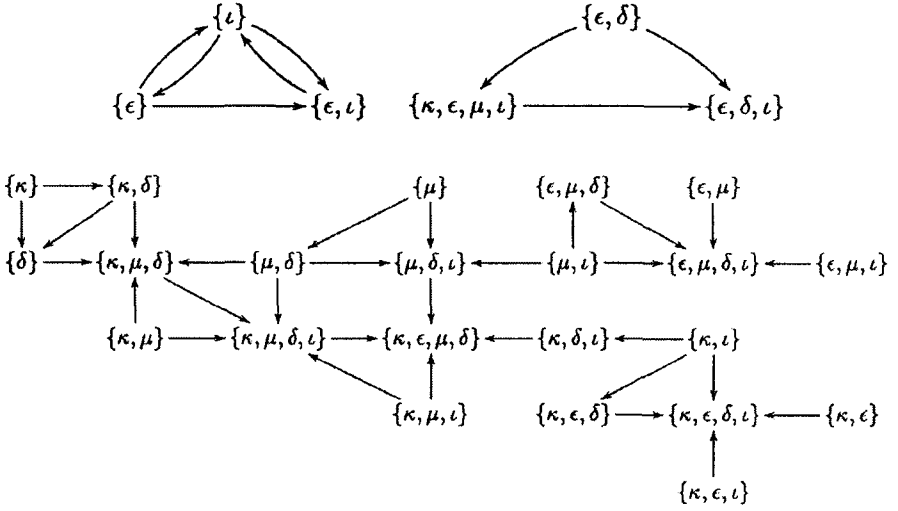 {ι} {ϵ, δ}
{ϵ} {ϵ, ι} {κ, ϵ, μ, ι} {ϵ, δ, ι}
{κ} {κ, δ} {μ} {ϵ, μ, δ} {ϵ, μ}
{δ} {κ, μ, δ} {μ, δ} {μ, δ, ι} {μ, ι} {ϵ, μ, δ, ι} {ϵ, μ, ι}
{κ, μ} {κ, μ, δ, ι} {κ, ϵ, μ, δ} {κ, δ, ι} {κ, ι}
{κ, μ, ι} {κ, ϵ, δ} {κ, ϵ, δ, ι} {κ, ϵ}
{κ, ϵ, ι}